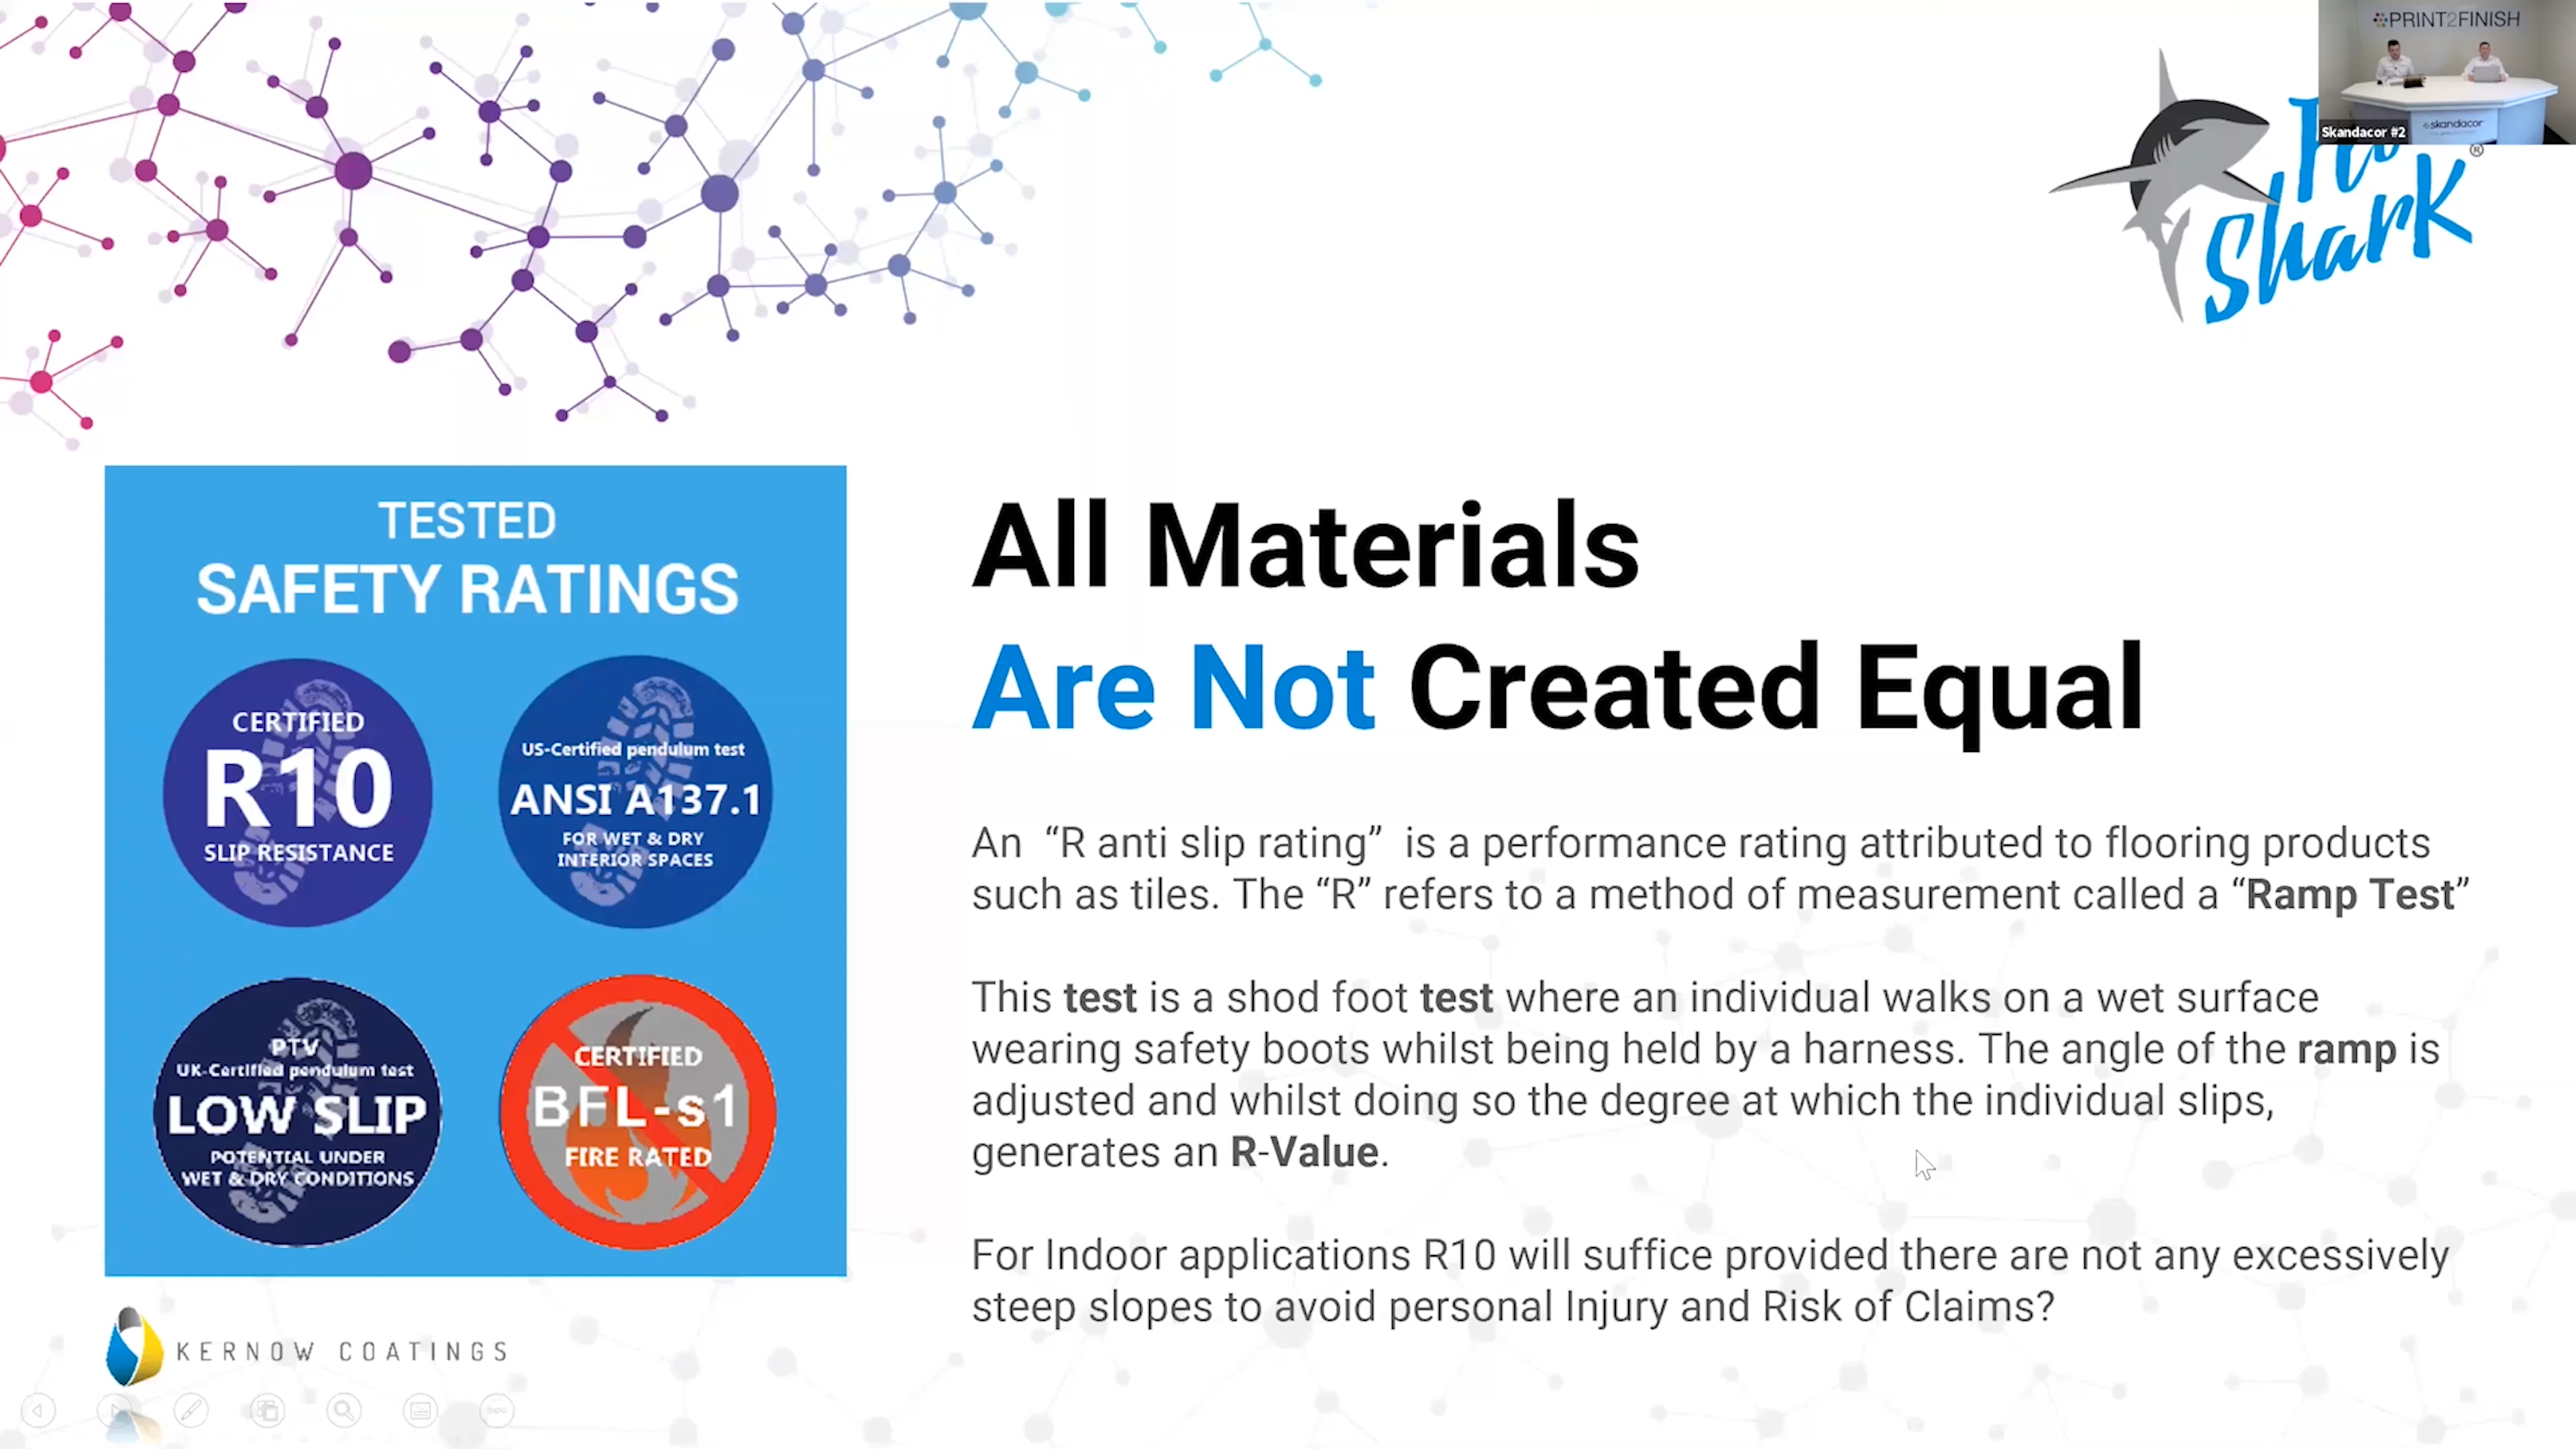 PRINT2FINISH
skandacor
Skandacor #2
Shark
®
TESTED
SAFETY RATINGS
CERTIFIED
R10
SLIP RESISTANCE
US-Certified pendulum test
ANSI A137.1
FOR WET & DRY
INTERIOR SPACES
PTV
UK-Certified pendulum test
LOW SLIP
POTENTIAL UNDER
WET & DRY CONDITIONS
CERTIFIED
BFL-s1
FIRE RATED
KERNOW COATINGS
All Materials
Are Not Created Equal
An “R anti slip rating” is a performance rating attributed to flooring products
such as tiles. The “R” refers to a method of measurement called a “Ramp Test”
This test is a shod foot test where an individual walks on a wet surface
wearing safety boots whilst being held by a harness. The angle of the ramp is
adjusted and whilst doing so the degree at which the individual slips,
generates an R-Value.
For Indoor applications R10 will suffice provided there are not any excessively
steep slopes to avoid personal Injury and Risk of Claims?